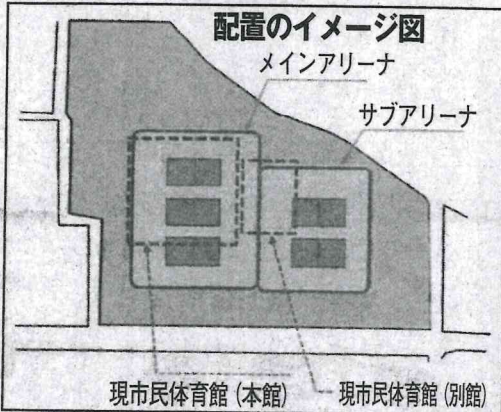 配置のイメージ図
メインアリーナ
サブアリーナ
現市民体育館(本館)
現市民体育館(別館)